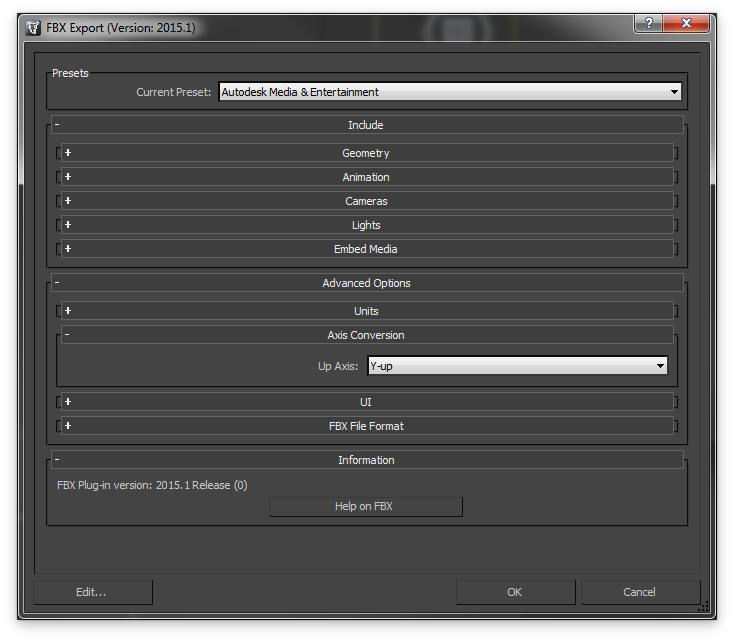 FBX Export (Version: 2015.1)
?
Presets
Current Preset: Autodesk Media & Entertainment
- Include
+ Geometry
+ Animation
+ Cameras
+ Lights
+ Embed Media
- Advanced Options
+ Units
- Axis Conversion
Up Axis: Y-up
+ UI
+ FBX File Format
- Information
FBX Plug-in version: 2015.1 Release (0)
Help on FBX
Edit... OK Cancel